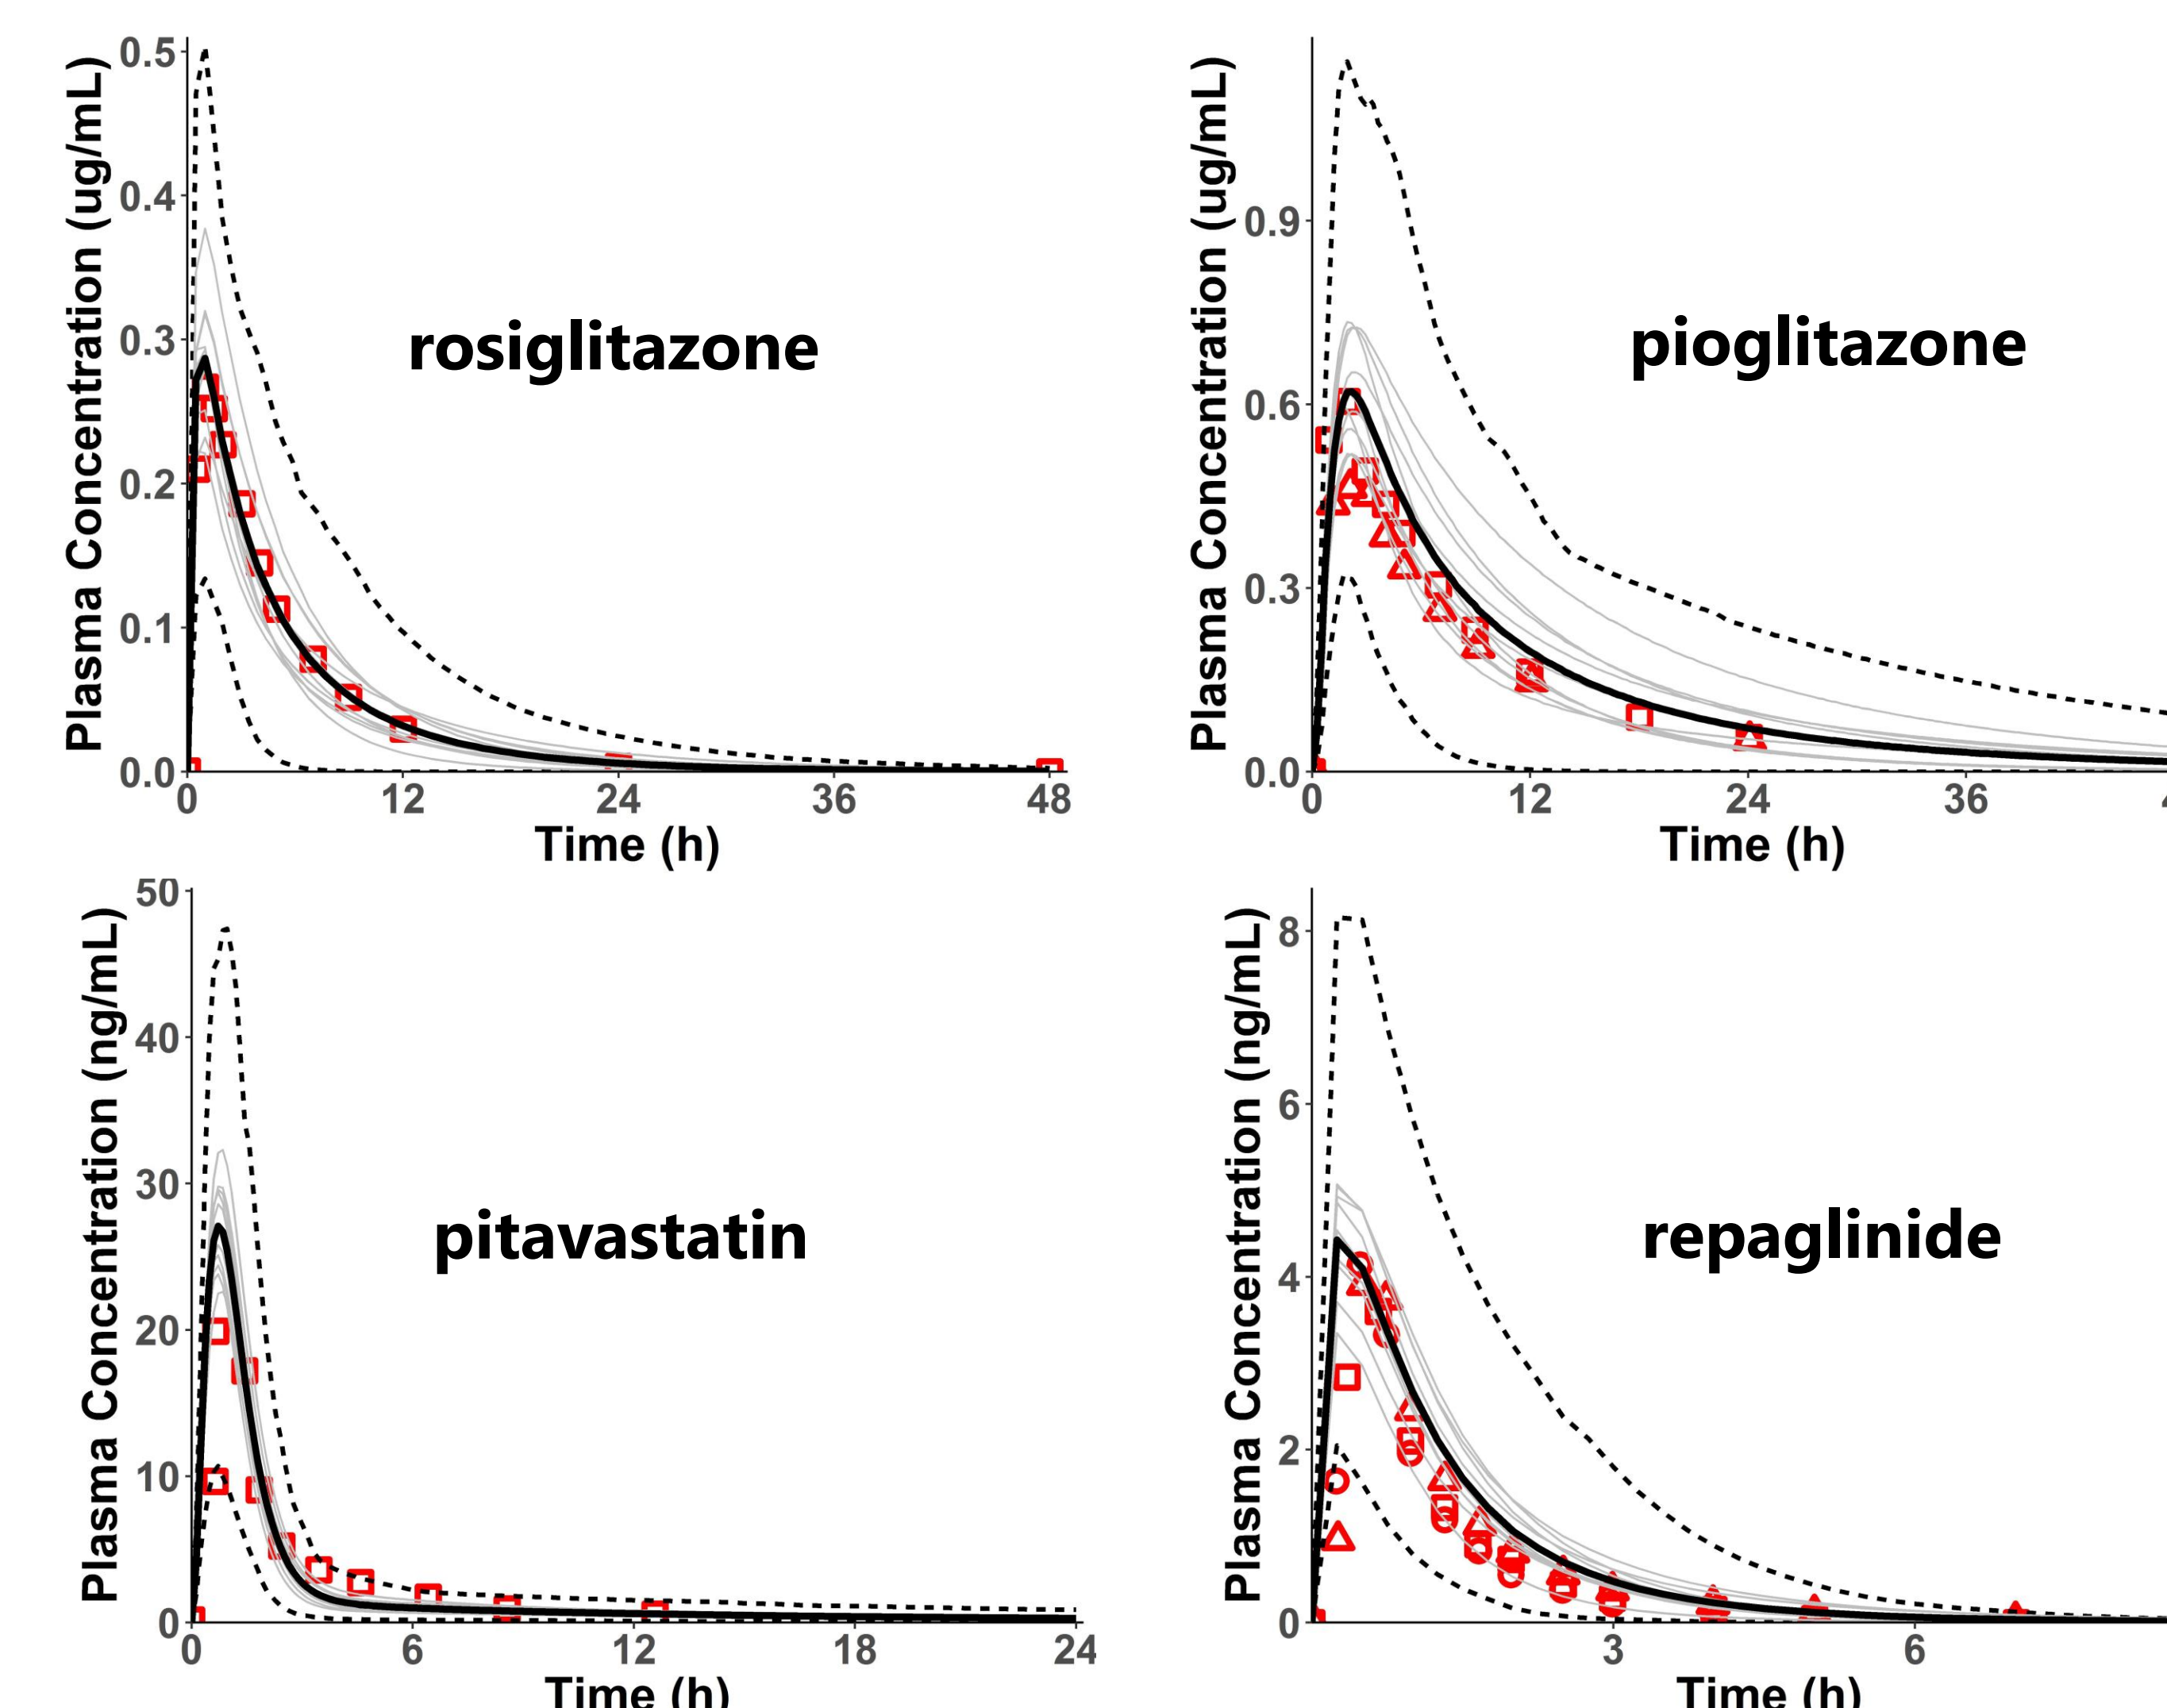 Plasma Concentration (ug/mL)
0.5
0.4
0.3
0.2
0.1
0.0
rosiglitazone
0 12 24 36 48
Time (h)
Plasma Concentration (ug/mL)
0.9
0.6
0.3
0.0
pioglitazone
0 12 24 36
Time (h)
Plasma Concentration (ng/mL)
50
40
30
20
10
0
pitavastatin
0 6 12 18 24
Time (h)
Plasma Concentration (ng/mL)
8
6
4
2
0
repaglinide
3 6
Time (h)